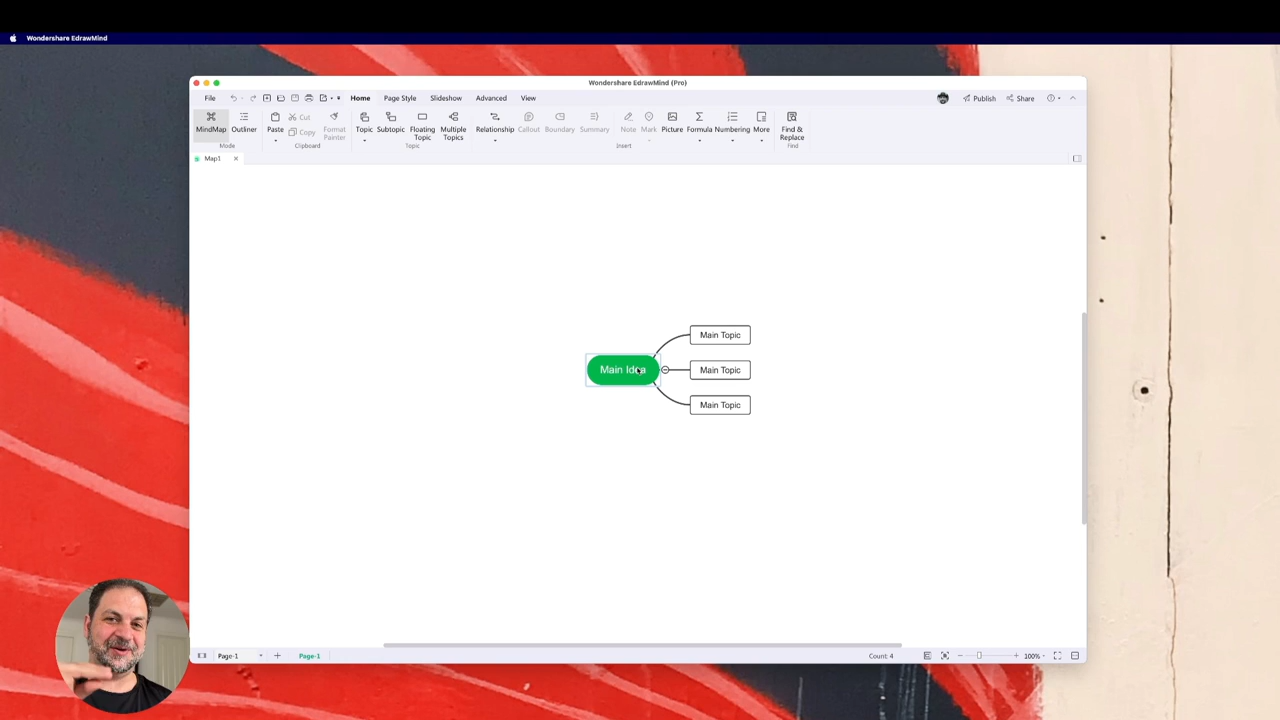 Wondershare EdrawMind
Wondershare EdrawMind (Pro)
File Home Page Style Slideshow Advanced View Publish Share
MindMap Outliner Paste Cut Copy Format Painter Topic Subtopic Floating Topic Multiple Topics Relationship Callout Boundary Summary Note Mark Picture Formula Numbering More Find & Replace
Mode Clipboard Topic Insert Find
Map1
Main Topic
Main Idea Main Topic
Main Topic
Page-1 Page-1 Count: 4 100%